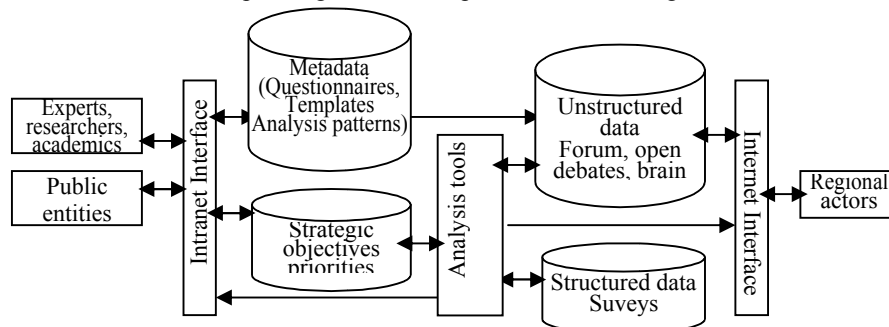 Experts,
researchers,
academics
Public
entities
Intranet Interface
Metadata
(Questionnaires,
Templates
Analysis patterns)
Strategic
objectives
priorities
Analysis tools
Unstructured
data
Forum, open
debates, brain
Structured data
Suveys
Internet Interface
Regional
actors